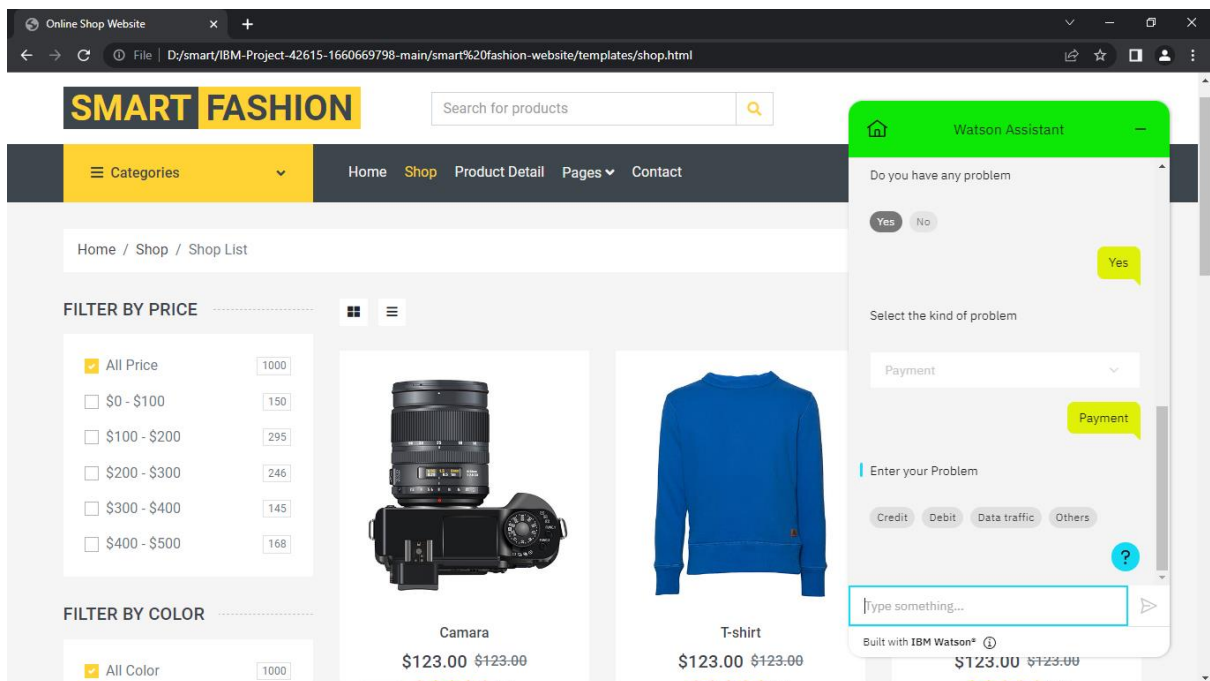 Online Shop Website
File | D:/smart/IBM-Project-42615-1660669798-main/smart%20fashion-website/templates/shop.html
SMART FASHION
Search for products
Categories
Home Shop Product Detail Pages Contact
Home / Shop / Shop List
FILTER BY PRICE
All Price 1000
$0 - $100 150
$100 - $200 295
$200 - $300 246
$300 - $400 145
$400 - $500 168
FILTER BY COLOR
All Color 1000
Camara
$123.00 $123.00
T-shirt
$123.00 $123.00
$123.00 $123.00
Watson Assistant
Do you have any problem
Yes No
Yes
Select the kind of problem
Payment
Payment
Enter your Problem
Credit Debit Data traffic Others
?
Type something...
Built with IBM Watson®